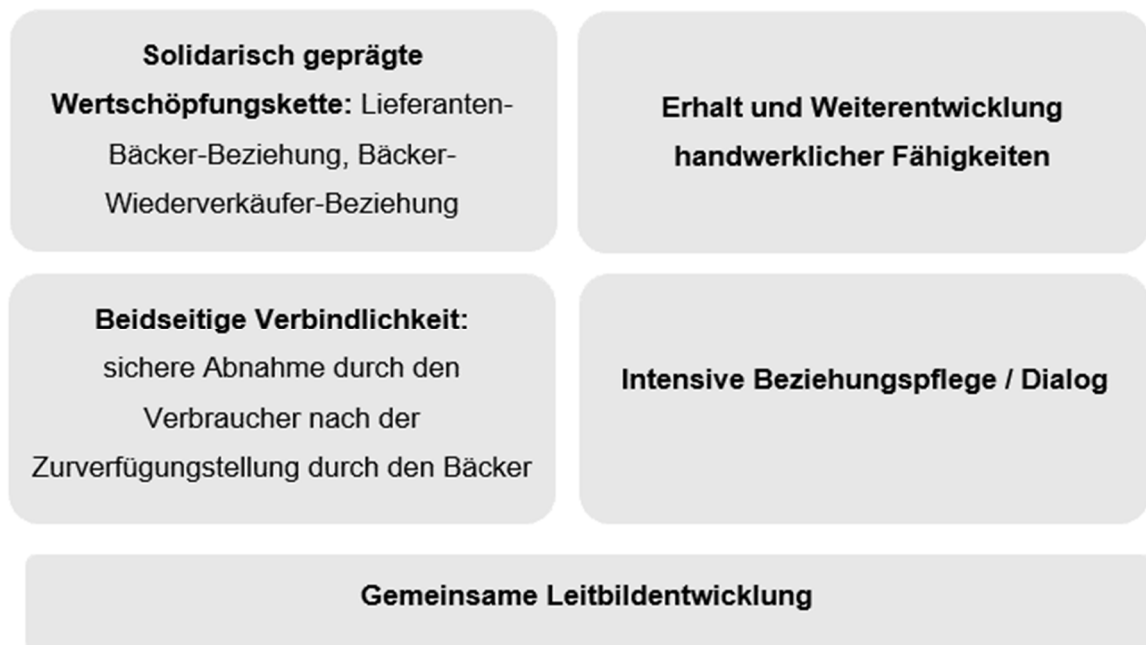 Solidarisch geprägte
Wertschöpfungskette: Lieferanten-
Bäcker-Beziehung, Bäcker-
Wiederverkäufer-Beziehung
Erhalt und Weiterentwicklung
handwerklicher Fähigkeiten
Beidseitige Verbindlichkeit:
sichere Abnahme durch den
Verbraucher nach der
Zurverfügungstellung durch den Bäcker
Intensive Beziehungspflege / Dialog
Gemeinsame Leitbildentwicklung